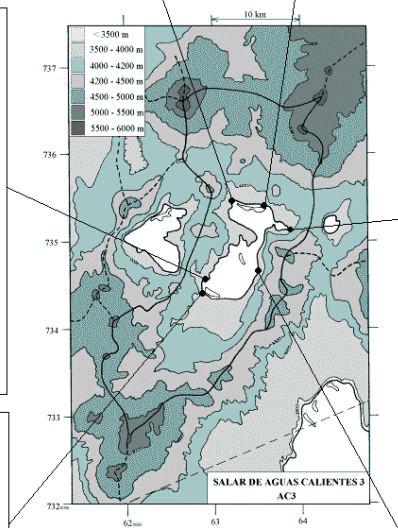 10 km
< 3500 m
3500 - 4000 m
4000 - 4200 m
4200 - 4500 m
4500 - 5000 m
5000 - 5500 m
5500 - 6000 m
737
736
735
734
733
732
62
63
64
SALAR DE AGUAS CALIENTES 3
AC3